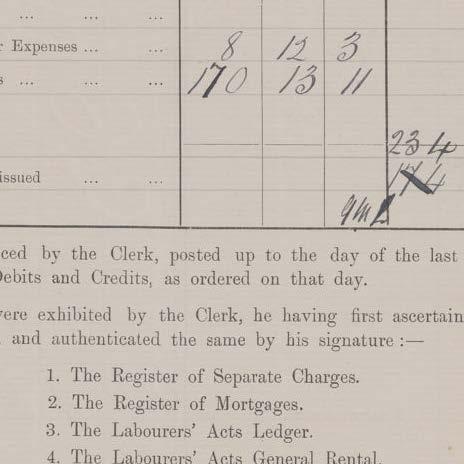 ... ... ...
r Expenses ... ... ... 8 12 3
s ... ... ... 170 13 11
234
issued ... ... 4
ced by the Clerk, posted up to the day of the last
Debits and Credits, as ordered on that day.
were exhibited by the Clerk, he having first ascertain
and authenticated the same by his signature :—
1. The Register of Separate Charges.
2. The Register of Mortgages.
3. The Labourers' Acts Ledger.
4. The Labourers' Acts General Rental.